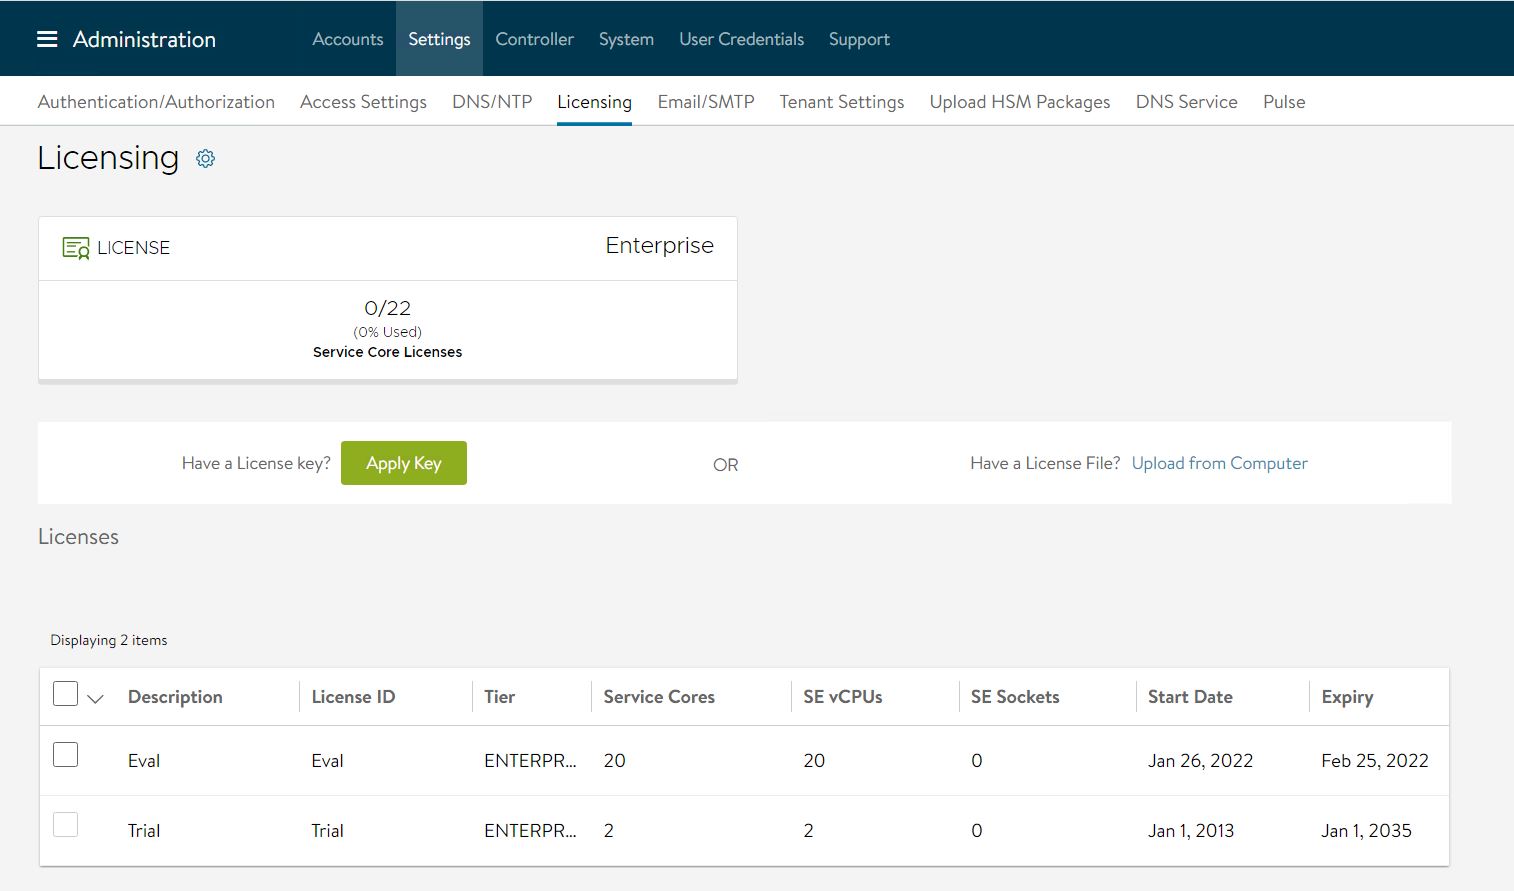 Administration Accounts Settings Controller System User Credentials Support
Authentication/Authorization Access Settings DNS/NTP Licensing Email/SMTP Tenant Settings Upload HSM Packages DNS Service Pulse
Licensing
LICENSE Enterprise
0/22
(0% Used)
Service Core Licenses
Have a License key? Apply Key OR Have a License File? Upload from Computer
Licenses
Displaying 2 items
Description License ID Tier Service Cores SE vCPUs SE Sockets Start Date Expiry
Eval Eval ENTERPR... 20 20 0 Jan 26, 2022 Feb 25, 2022
Trial Trial ENTERPR... 2 2 0 Jan 1, 2013 Jan 1, 2035